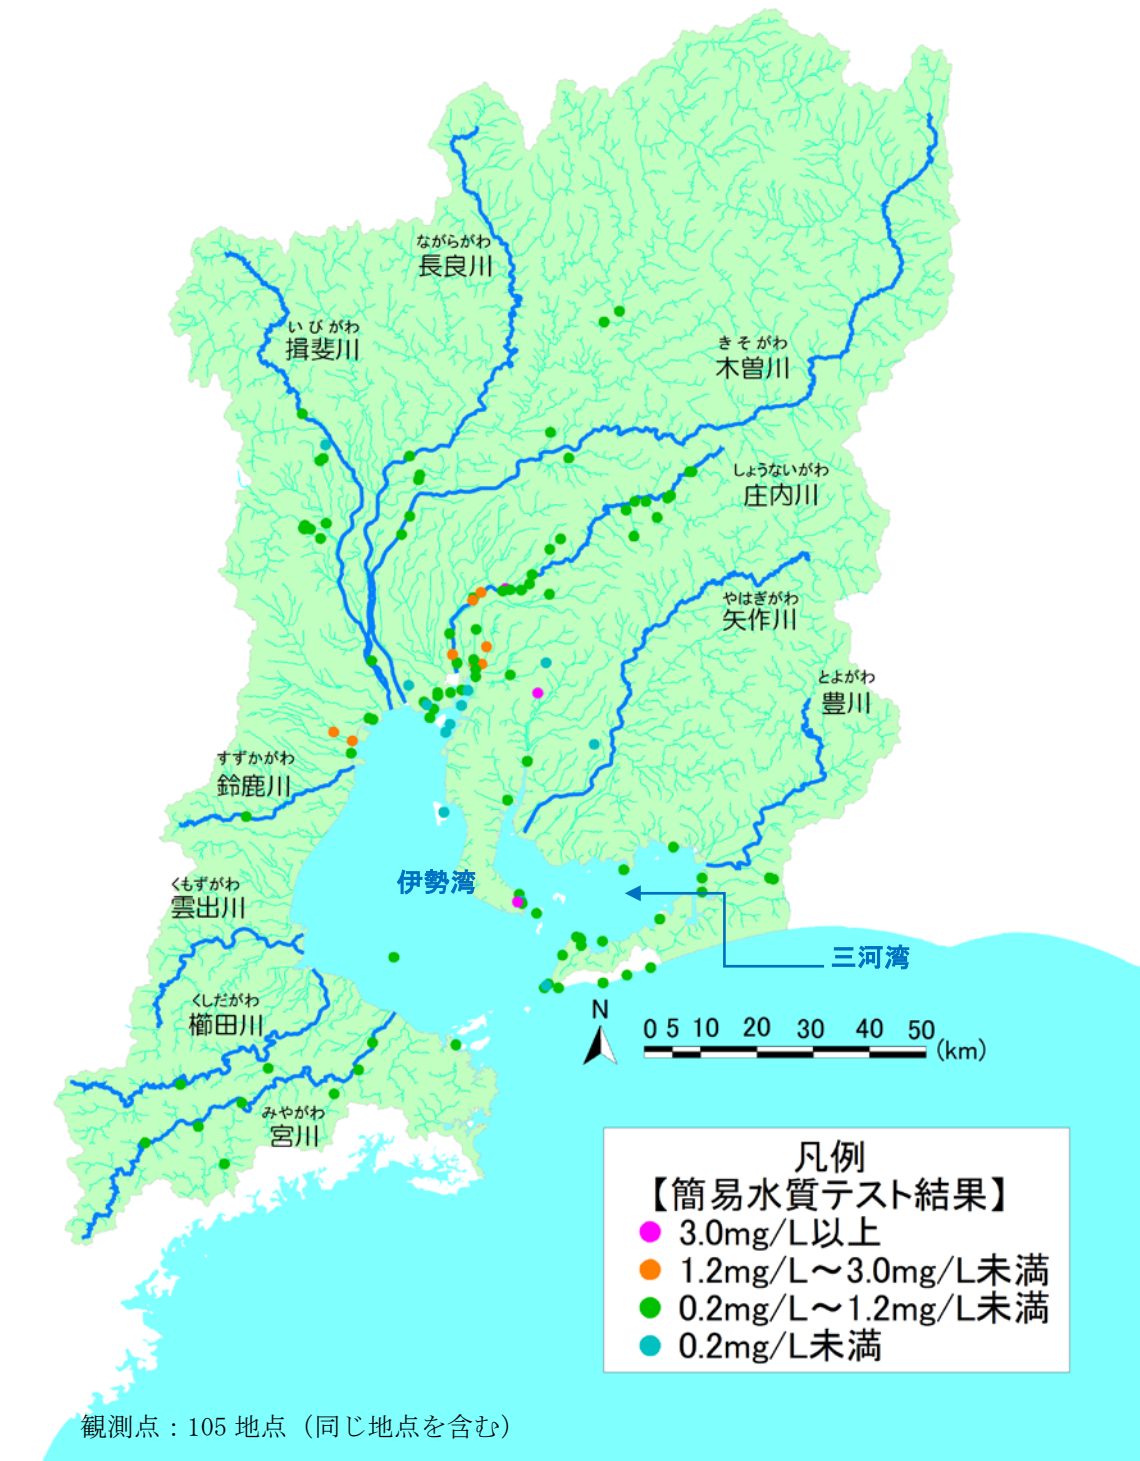 ながらがわ
長良川
いびがわ
揖斐川
きそがわ
木曽川
しょうないがわ
庄内川
やはぎがわ
矢作川
とよがわ
豊川
すずかがわ
鈴鹿川
くもずがわ
雲出川
伊勢湾
三河湾
くしだがわ
櫛田川
みやがわ
宮川
N
0 5 10 20 30 40 50
(km)
凡例
【簡易水質テスト結果】
3.0mg/L以上
1.2mg/L～3.0mg/L未満
0.2mg/L～1.2mg/L未満
0.2mg/L未満
観測点：105 地点（同じ地点を含む）